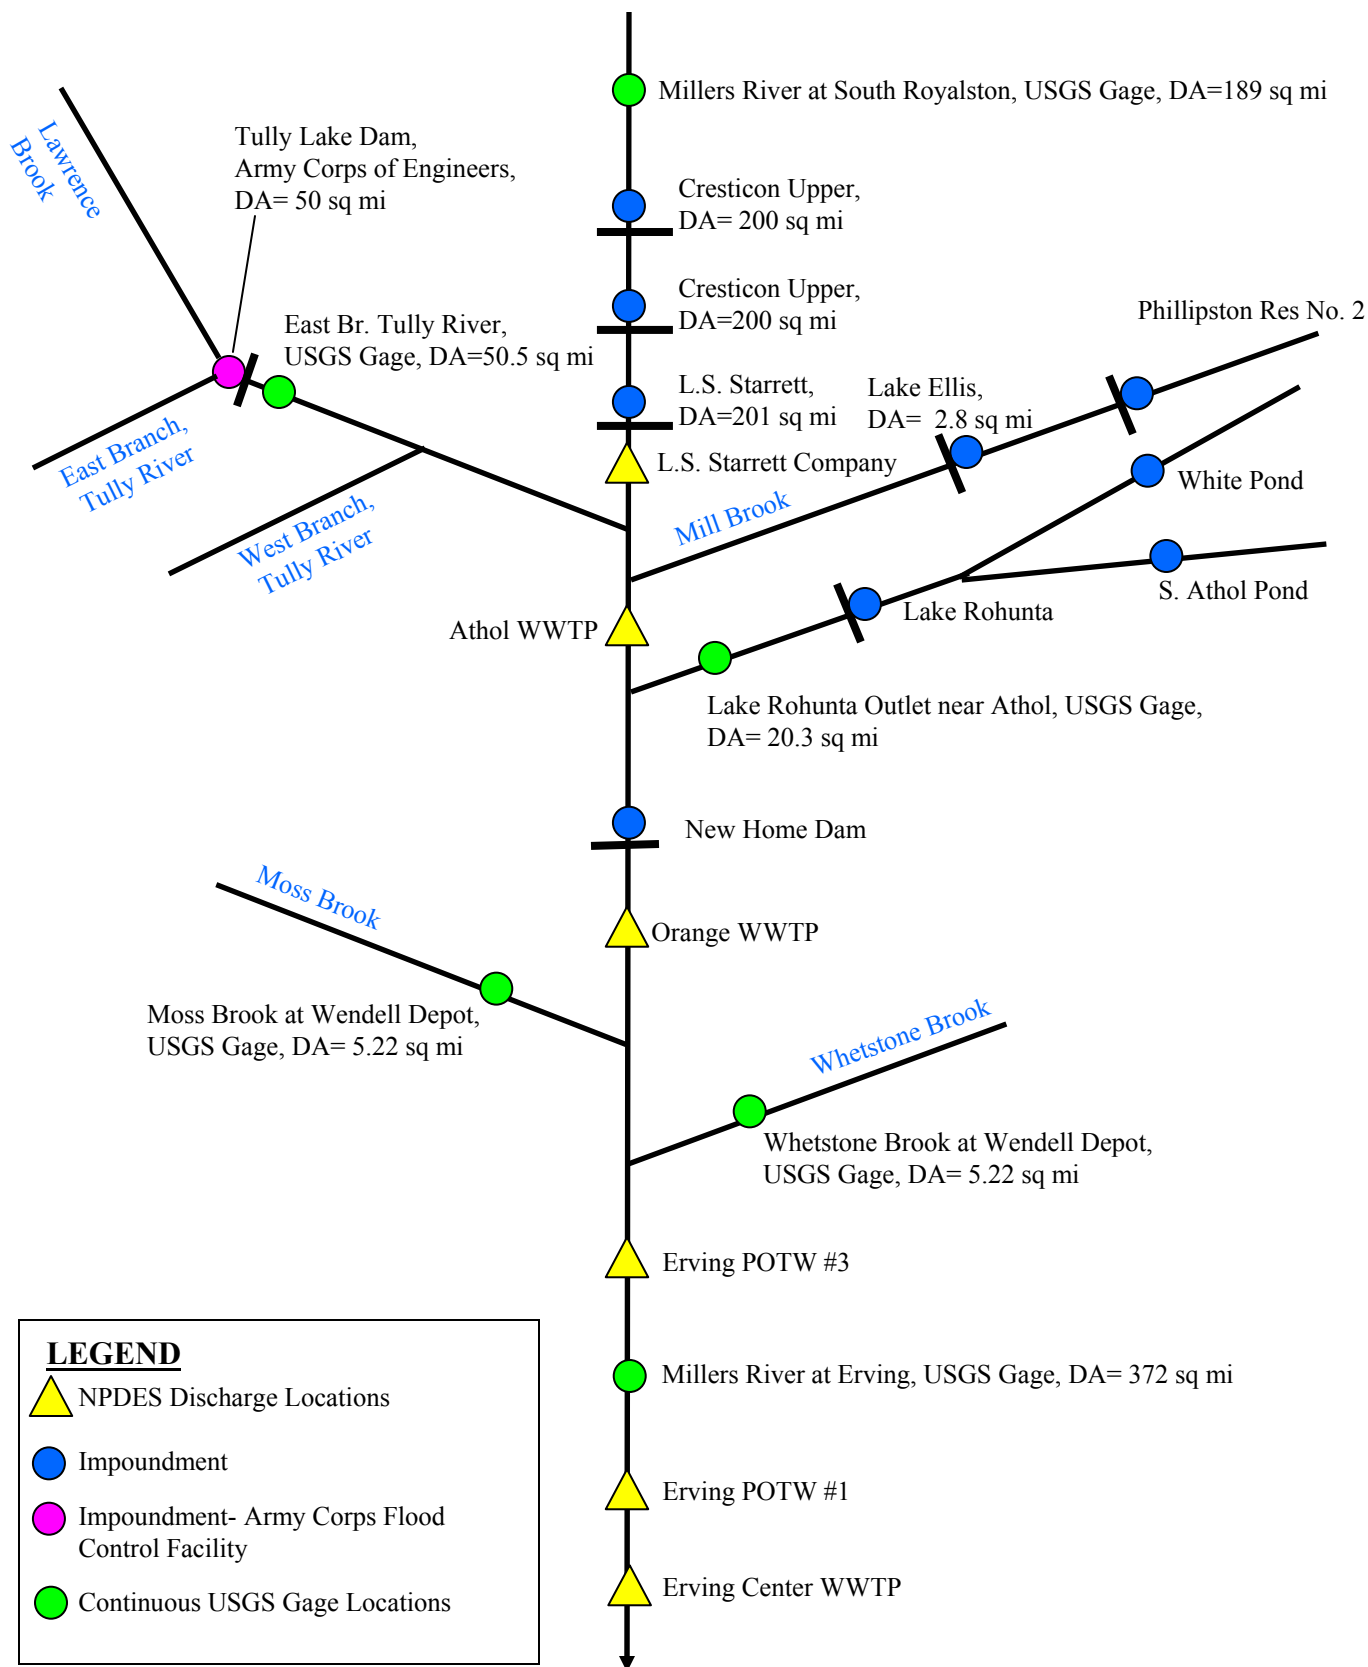 Millers River at South Royalston, USGS Gage, DA=189 sq mi
Lawrence
Brook
Tully Lake Dam,
Army Corps of Engineers,
DA= 50 sq mi
Cresticon Upper,
DA= 200 sq mi
East Br. Tully River,
USGS Gage, DA=50.5 sq mi
Cresticon Upper,
DA=200 sq mi
Phillipston Res No. 2
L.S. Starrett,
DA=201 sq mi
Lake Ellis,
DA=  2.8 sq mi
East Branch,
Tully River
L.S. Starrett Company
White Pond
West Branch,
Tully River
Mill Brook
S. Athol Pond
Lake Rohunta
Athol WWTP
Lake Rohunta Outlet near Athol, USGS Gage,
DA= 20.3 sq mi
New Home Dam
Moss Brook
Orange WWTP
Moss Brook at Wendell Depot,
USGS Gage, DA= 5.22 sq mi
Whetstone Brook
Whetstone Brook at Wendell Depot,
USGS Gage, DA= 5.22 sq mi
Erving POTW #3
Millers River at Erving, USGS Gage, DA= 372 sq mi
Erving POTW #1
Erving Center WWTP
LEGEND
NPDES Discharge Locations
Impoundment
Impoundment- Army Corps Flood
Control Facility
Continuous USGS Gage Locations